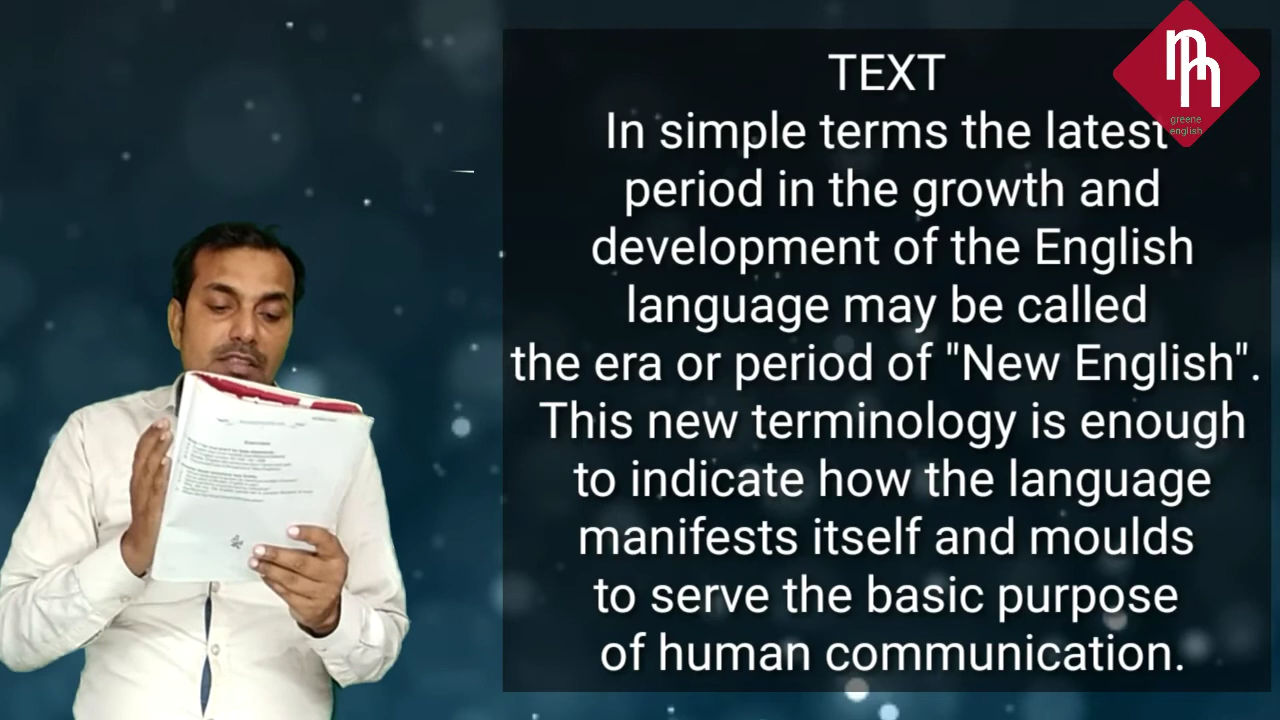 TEXT
In simple terms the latest
period in the growth and
development of the English
language may be called
the era or period of "New English".
This new terminology is enough
to indicate how the language
manifests itself and moulds
to serve the basic purpose
of human communication.
greene
english